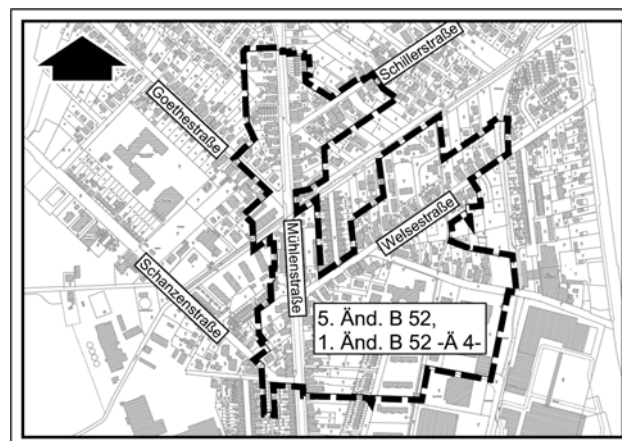 Schillerstraße
Goethestraße
Mühlenstraße
Welsestraße
Schanzenstraße
5. Änd. B 52,
1. Änd. B 52 -Ä 4-